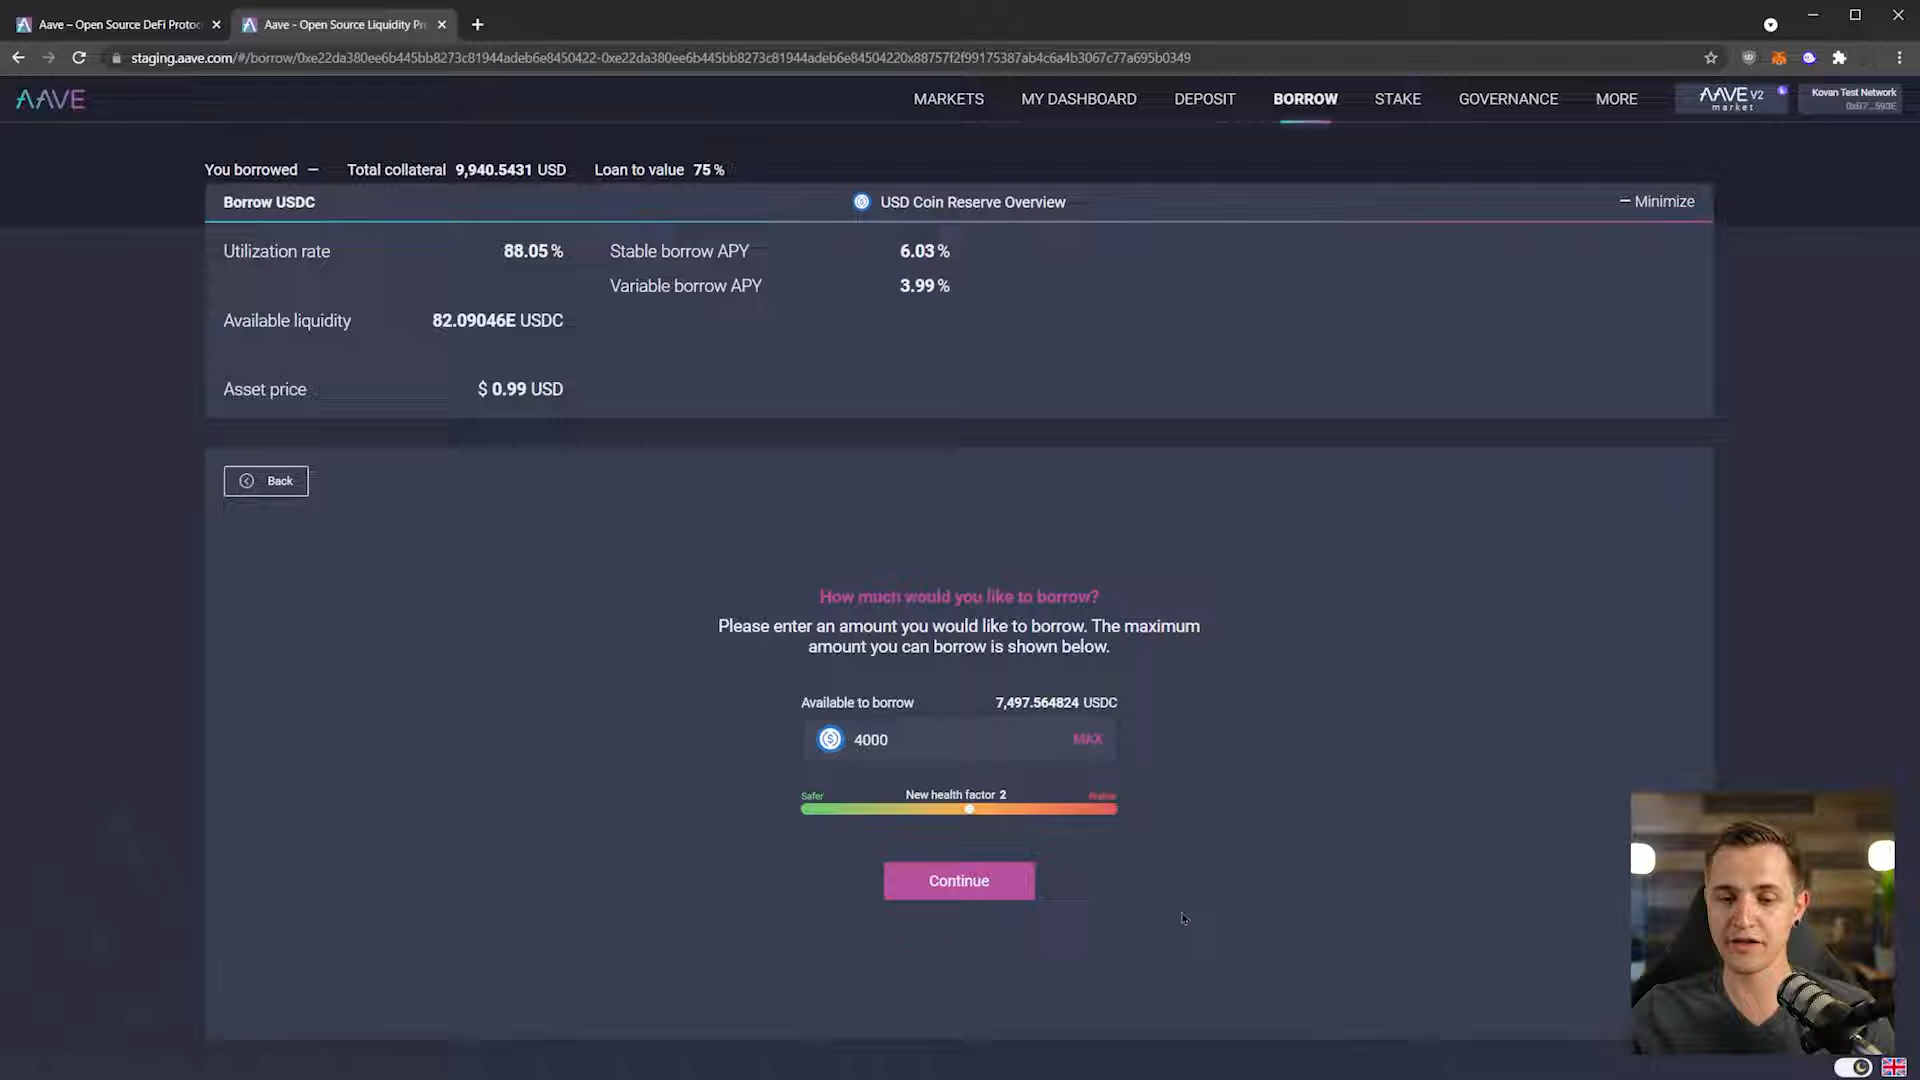 Aave – Open Source DeFi Protoc
Aave - Open Source Liquidity Pr
staging.aave.com/#/borrow/0xe22da380ee6b445bb8273c81944adeb6e8450422-0xe22da380ee6b445bb8273c81944adeb6e84504220x88757f2f99175387ab4c6a4b3067c77a695b0349
AAVE
MARKETS
MY DASHBOARD
DEPOSIT
BORROW
STAKE
GOVERNANCE
MORE
AAVE V2
market
Kovan Test Network
You borrowed –
Total collateral 9,940.5431 USD
Loan to value 75 %
Borrow USDC
USD Coin Reserve Overview
– Minimize
Utilization rate 88.05 %
Stable borrow APY 6.03 %
Variable borrow APY 3.99 %
Available liquidity 82.09046E USDC
Asset price $ 0.99 USD
Back
How much would you like to borrow?
Please enter an amount you would like to borrow. The maximum
amount you can borrow is shown below.
Available to borrow 7,497.564824 USDC
4000 MAX
Safer New health factor 2
Continue